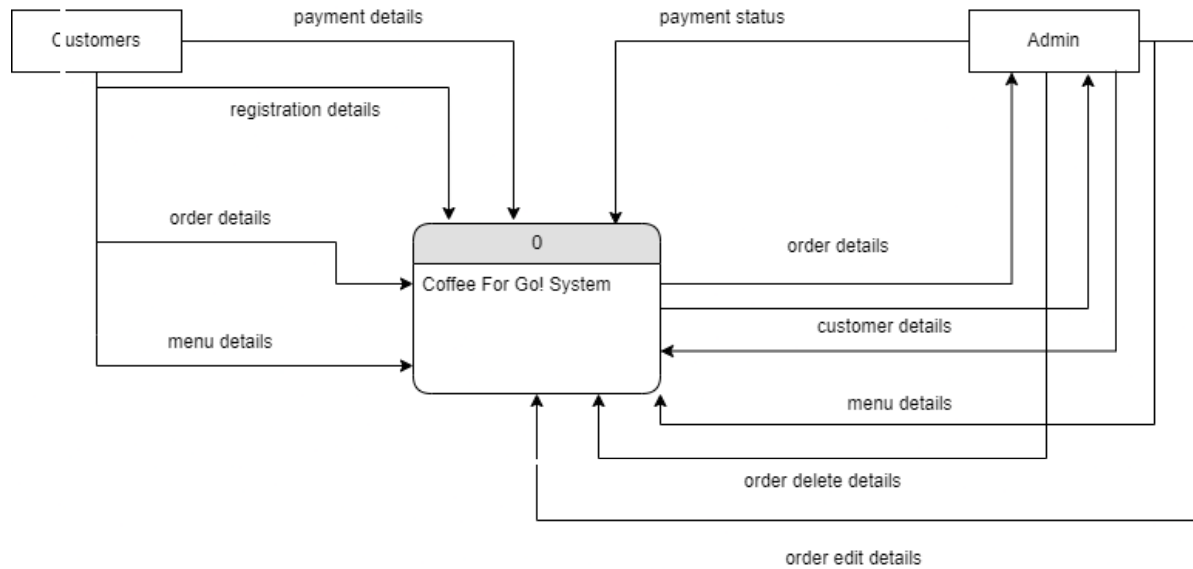 payment details
payment status
Customers
Admin
registration details
order details
0
order details
Coffee For Go! System
customer details
menu details
menu details
order delete details
order edit details